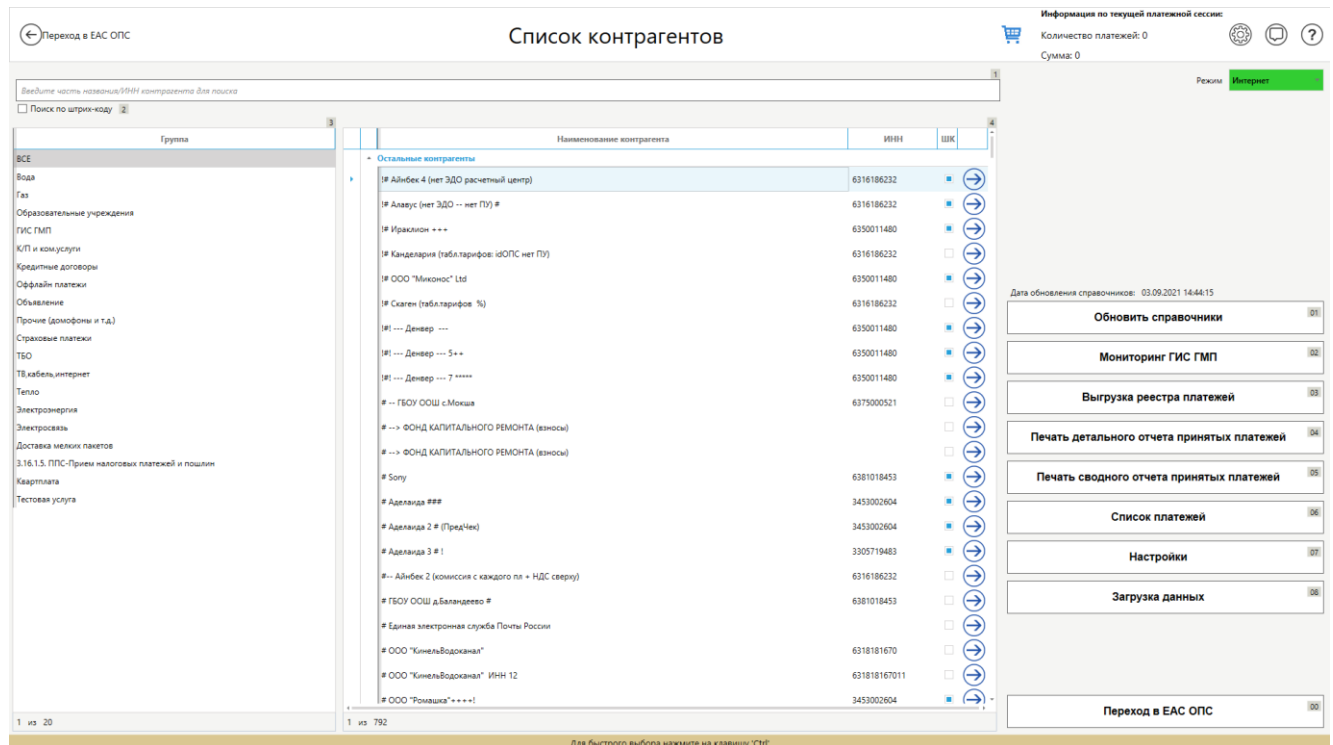 Переход в ЕАС ОПС
Список контрагентов
Информация по текущей платежной сессии:
Количество платежей: 0
Сумма: 0
?
1
Введите часть названия/ИНН контрагента для поиска
Режим Интернет
Поиск по штрих-коду 2
3
4
Группа
ВСЕ
Вода
Газ
Образовательные учреждения
ГИС ГМП
К/П и ком.услуги
Кредитные договоры
Оффлайн платежи
Объявление
Прочие (домофоны и т.д.)
Страховые платежи
ТБО
ТВ,кабель,интернет
Тепло
Электроэнергия
Электросвязь
Доставка мелких пакетов
3.16.1.5. ППС-Прием налоговых платежей и пошлин
Квартплата
Тестовая услуга
1 из 20
Наименование контрагента ИНН ШК
Остальные контрагенты
!# Айнбек 4 (нет ЭДО расчетный центр) 6316186232
!# Алавус (нет ЭДО -- нет ПУ) # 6316186232
!# Ираклион +++ 6350011480
!# Канделария (табл.тарифов: idОПС нет ПУ) 6316186232
!# ООО "Миконос" Ltd 6350011480
!# Скаген (табл.тарифов %) 6316186232
!#! --- Денвер --- 6350011480
!#! --- Денвер --- 5++ 6350011480
!#! --- Денвер --- 7 ***** 6350011480
# -- ГБОУ ООШ с.Мокша 6375000521
# --> ФОНД КАПИТАЛЬНОГО РЕМОНТА (взносы)
# --> ФОНД КАПИТАЛЬНОГО РЕМОНТА (взносы)
# Sony 6381018453
# Аделаида ### 3453002604
# Аделаида 2 # (ПредЧек) 3453002604
# Аделаида 3 # ! 3305719483
#-- Айнбек 2 (комиссия с каждого пл + НДС сверху) 6316186232
# ГБОУ ООШ д.Баландеево # 6381018453
# Единая электронная служба Почты России
# ООО "КинельВодоканал" 6318181670
# ООО "КинельВодоканал" ИНН 12 631818167011
# ООО "Ромашка"++++! 3453002604
1 из 792
Дата обновления справочников: 03.09.2021 14:44:15
Обновить справочники 01
Мониторинг ГИС ГМП 02
Выгрузка реестра платежей 03
Печать детального отчета принятых платежей 04
Печать сводного отчета принятых платежей 05
Список платежей 06
Настройки 07
Загрузка данных 08
Переход в ЕАС ОПС 00
Для быстрого выбора нажмите на клавишу 'Ctrl'